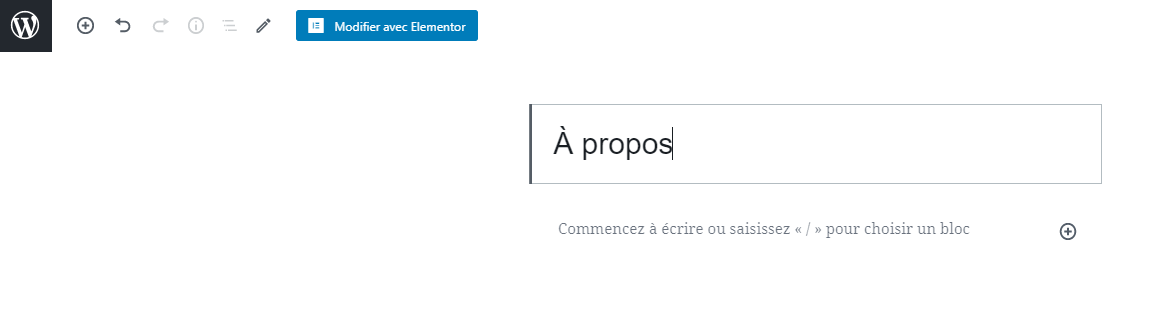 Modifier avec Elementor
À propos
Commencez à écrire ou saisissez « / » pour choisir un bloc